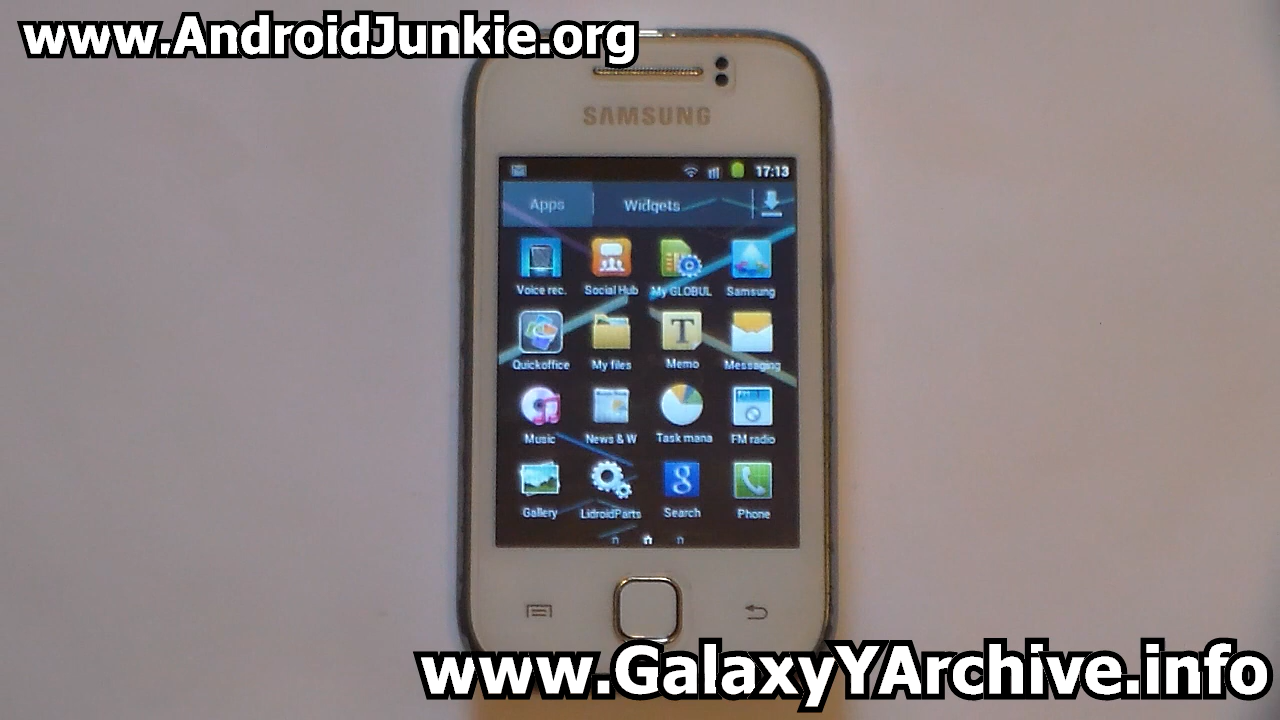 www.AndroidJunkie.org
SAMSUNG
17:13
Apps Widgets
Voice rec. Social Hub My GLOBUL Samsung
Quickoffice My files Memo Messaging
FM
Music News & W Task mana FM radio
Gallery LidroidParts Search Phone
www.GalaxyYArchive.info